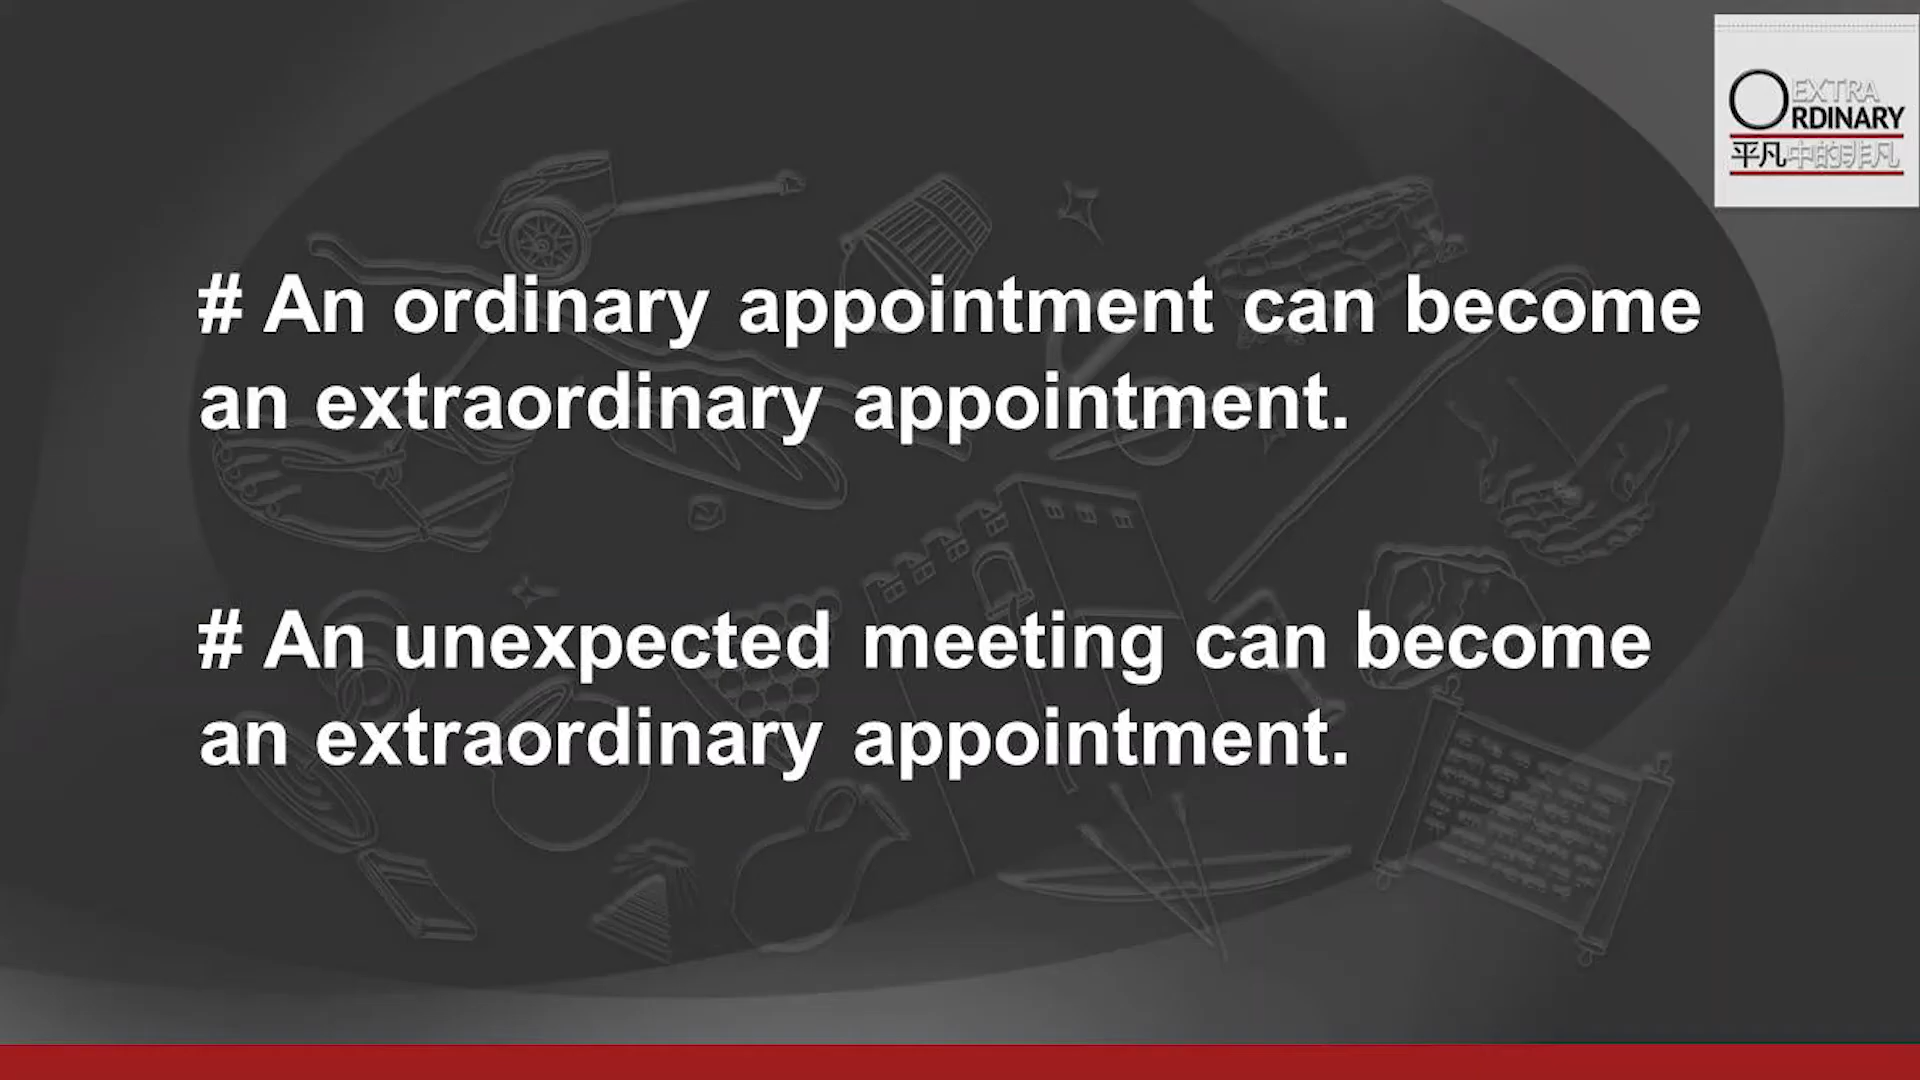 EXTRA
ORDINARY
平凡中的非凡
# An ordinary appointment can become
an extraordinary appointment.
# An unexpected meeting can become
an extraordinary appointment.